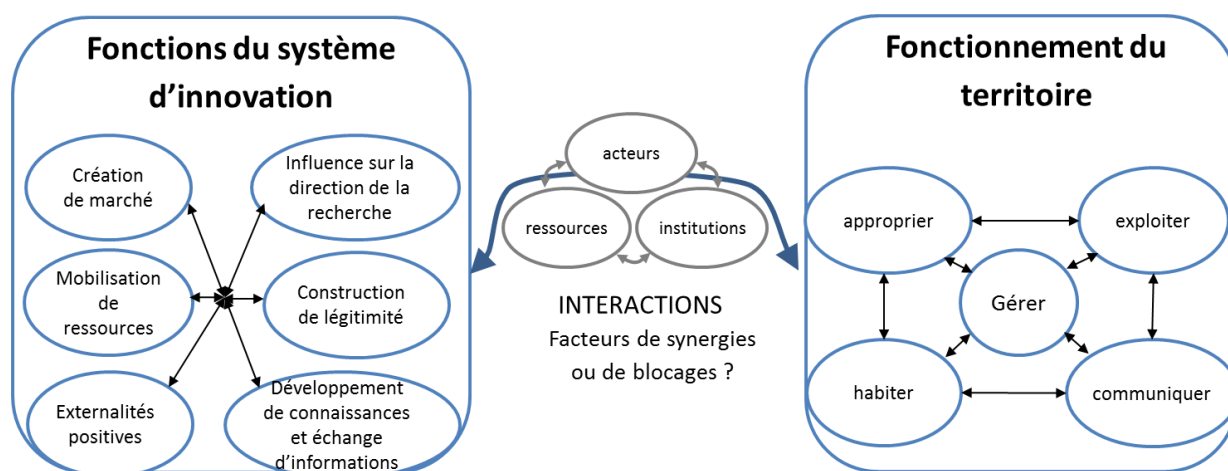 Fonctions du système
d’innovation
Création
de marché
Influence sur la
direction de la
recherche
Mobilisation
de
ressources
Construction
de légitimité
Externalités
positives
Développement
de connaissances
et échange
d’informations
acteurs
ressources
institutions
INTERACTIONS
Facteurs de synergies
ou de blocages ?
Fonctionnement du
territoire
approprier
exploiter
Gérer
habiter
communiquer